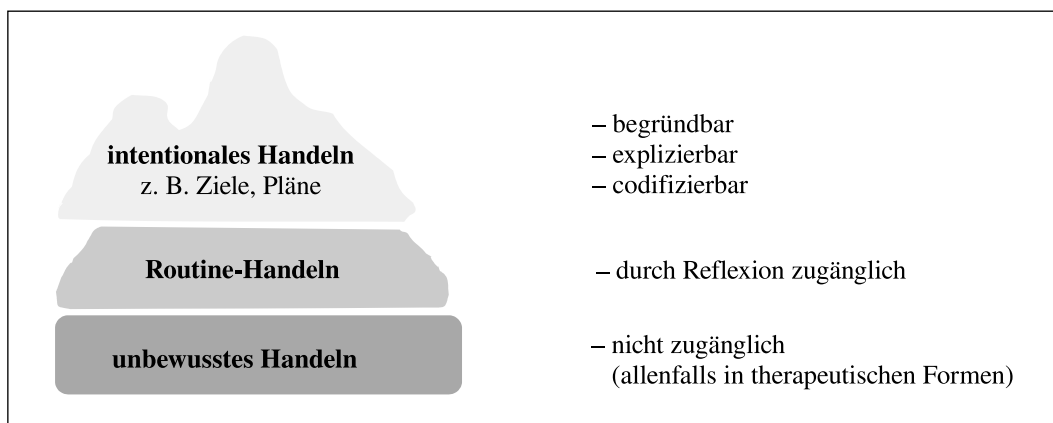 intentionales Handeln
z. B. Ziele, Pläne
– begründbar
– explizierbar
– codifizierbar
Routine-Handeln
– durch Reflexion zugänglich
unbewusstes Handeln
– nicht zugänglich
(allenfalls in therapeutischen Formen)